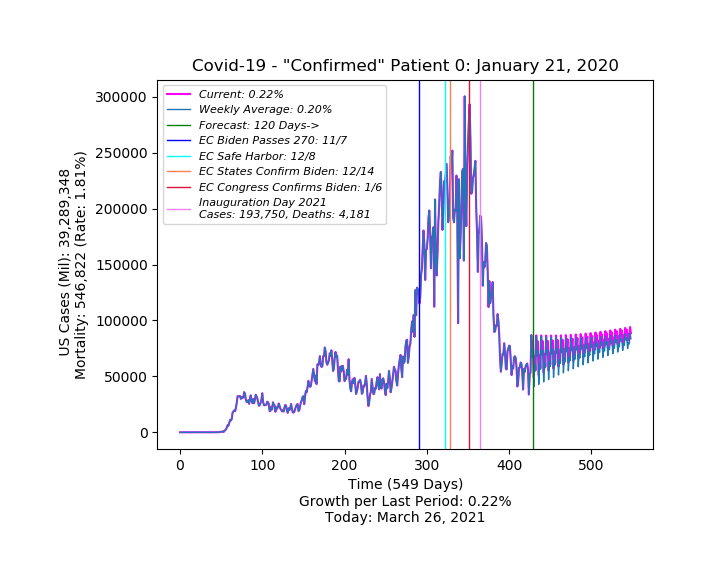 Covid-19 - "Confirmed" Patient 0: January 21, 2020
Current: 0.22%
Weekly Average: 0.20%
Forecast: 120 Days->
EC Biden Passes 270: 11/7
EC Safe Harbor: 12/8
EC States Confirm Biden: 12/14
EC Congress Confirms Biden: 1/6
Inauguration Day 2021
Cases: 193,750, Deaths: 4,181
US Cases (Mil): 39,289,348
Mortality: 546,822 (Rate: 1.81%)
300000
250000
200000
150000
100000
50000
0
0 100 200 300 400 500
Time (549 Days)
Growth per Last Period: 0.22%
Today: March 26, 2021